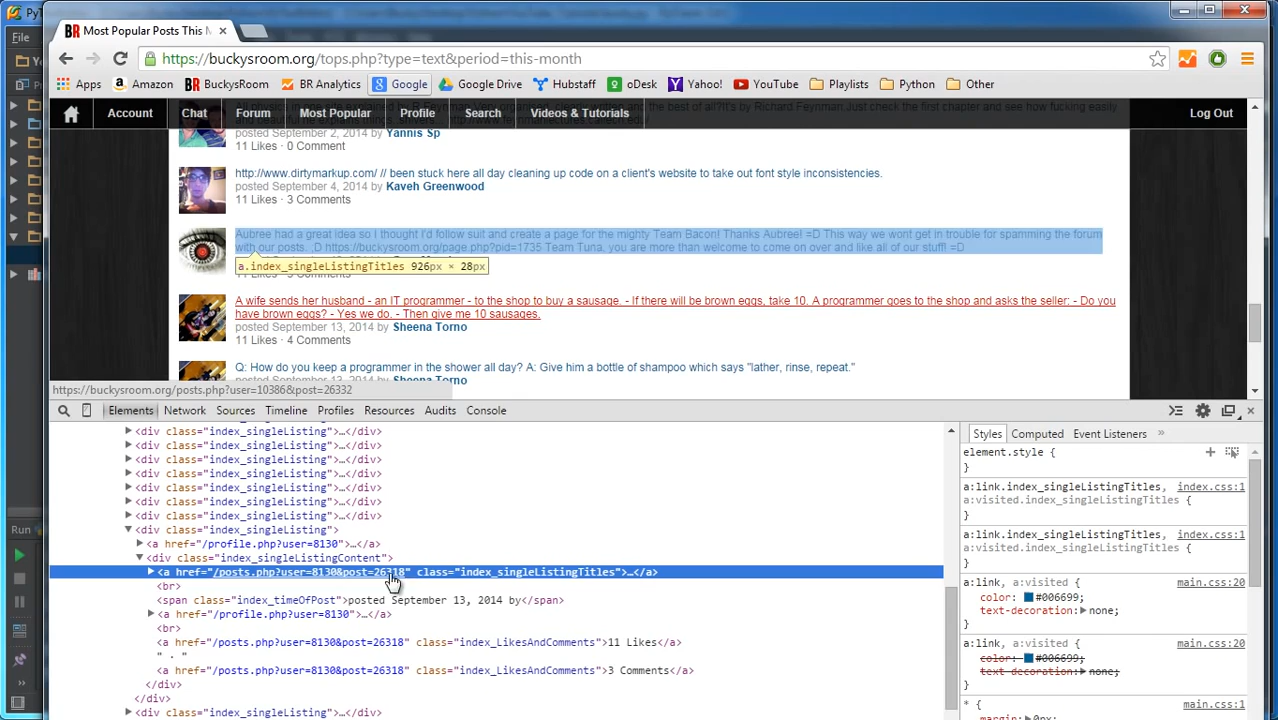 Py
File
Ye
Run
»
BR Most Popular Posts This M
https://buckysroom.org/tops.php?type=text&period=this-month
Apps Amazon BR BuckysRoom BR Analytics Google Google Drive Hubstaff oDesk Yahoo! YouTube Playlists Python Other
Account Chat Forum Most Popular Profile Search Videos & Tutorials Log Out
posted September 2, 2014 by Yannis Sp
11 Likes · 0 Comment
http://www.dirtymarkup.com/ // been stuck here all day cleaning up code on a client's website to take out font style inconsistencies.
posted September 4, 2014 by Kaveh Greenwood
11 Likes · 3 Comments
Aubree had a great idea so I thought I'd follow suit and create a page for the mighty Team Bacon! Thanks Aubree! =D This way we wont get in trouble for spamming the forum
with our posts. ;D https://buckysroom.org/page.php?pid=1735 Team Tuna, you are more than welcome to come on over and like all of our stuff! =D
a.index_singleListingTitles 926px × 28px
A wife sends her husband - an IT programmer - to the shop to buy a sausage. - If there will be brown eggs, take 10. A programmer goes to the shop and asks the seller: - Do you
have brown eggs? - Yes we do. - Then give me 10 sausages.
posted September 13, 2014 by Sheena Torno
11 Likes · 4 Comments
Q: How do you keep a programmer in the shower all day? A: Give him a bottle of shampoo which says "lather, rinse, repeat."
posted September 13, 2014 by Sheena Torno
https://buckysroom.org/posts.php?user=10386&post=26332
Elements Network Sources Timeline Profiles Resources Audits Console
<div class="index_singleListing">…</div>
<div class="index_singleListing">…</div>
<div class="index_singleListing">…</div>
<div class="index_singleListing">…</div>
<div class="index_singleListing">…</div>
<div class="index_singleListing">…</div>
<div class="index_singleListing">…</div>
<div class="index_singleListing">
<a href="/profile.php?user=8130">…</a>
<div class="index_singleListingContent">
<a href="/posts.php?user=8130&post=26318" class="index_singleListingTitles">…</a>
<br>
<span class="index_timeOfPost">posted September 13, 2014 by</span>
<a href="/profile.php?user=8130">…</a>
<br>
<a href="/posts.php?user=8130&post=26318" class="index_LikesAndComments">11 Likes</a>
" · "
<a href="/posts.php?user=8130&post=26318" class="index_LikesAndComments">3 Comments</a>
</div>
</div>
<div class="index_singleListing">…</div>
Styles Computed Event Listeners »
element.style {
}
a:link.index_singleListingTitles, index.css:1
a:visited.index_singleListingTitles {
}
a:link.index_singleListingTitles, index.css:1
a:visited.index_singleListingTitles {
}
a:link, a:visited { main.css:20
color: #006699;
text-decoration: none;
}
a:link, a:visited { main.css:20
color: #006699;
text-decoration: none;
}
* { main.css:1
margin: 0px;